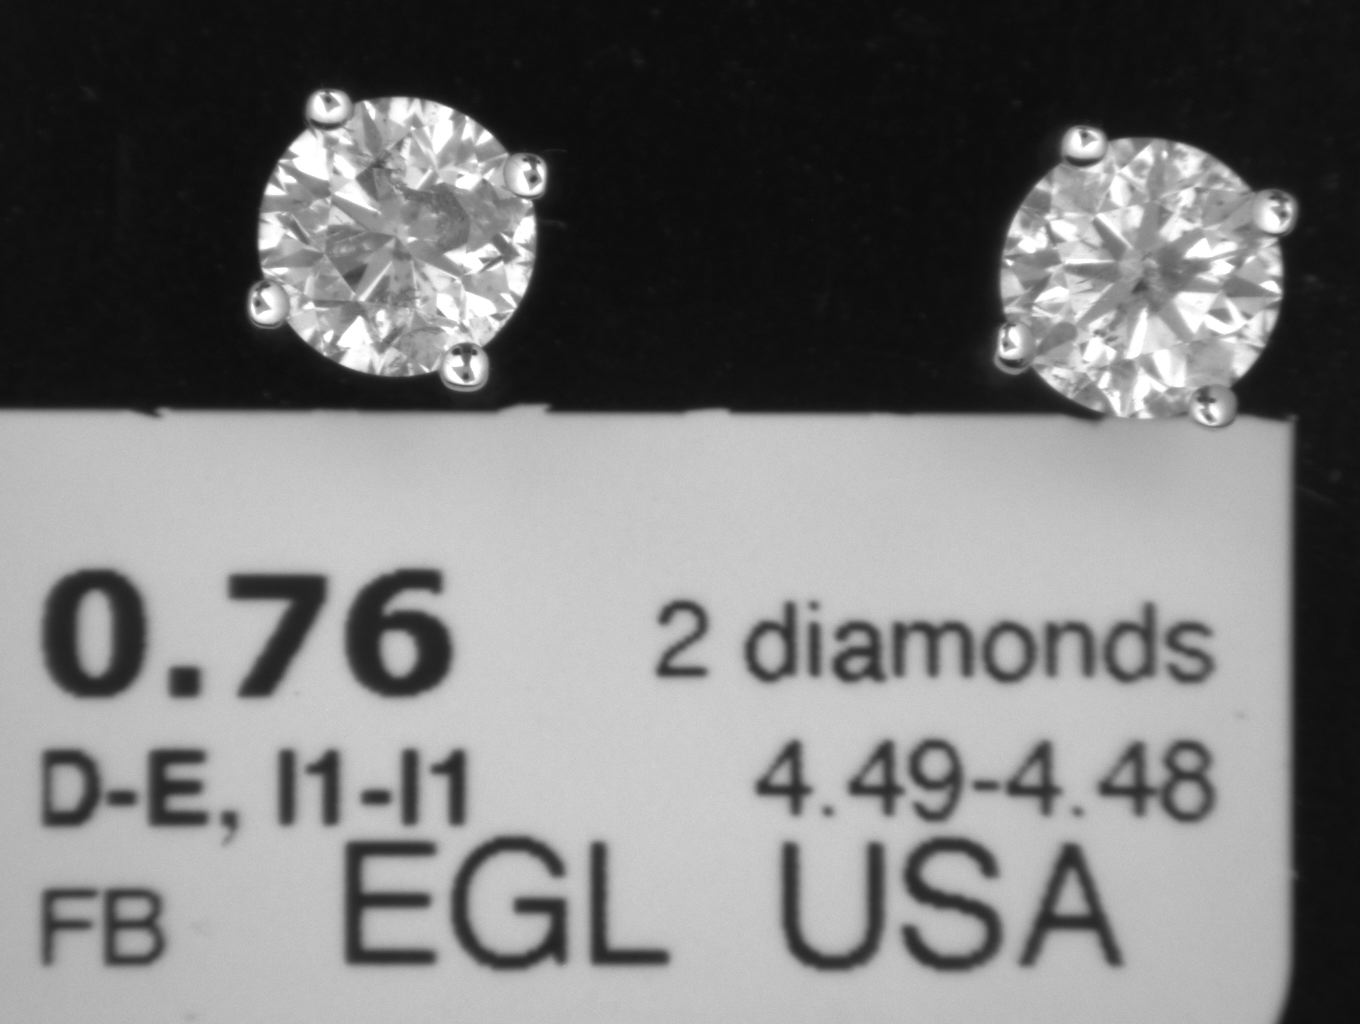 0.76 2 diamonds
D-E, I1-I1 4.49-4.48
FB EGL USA